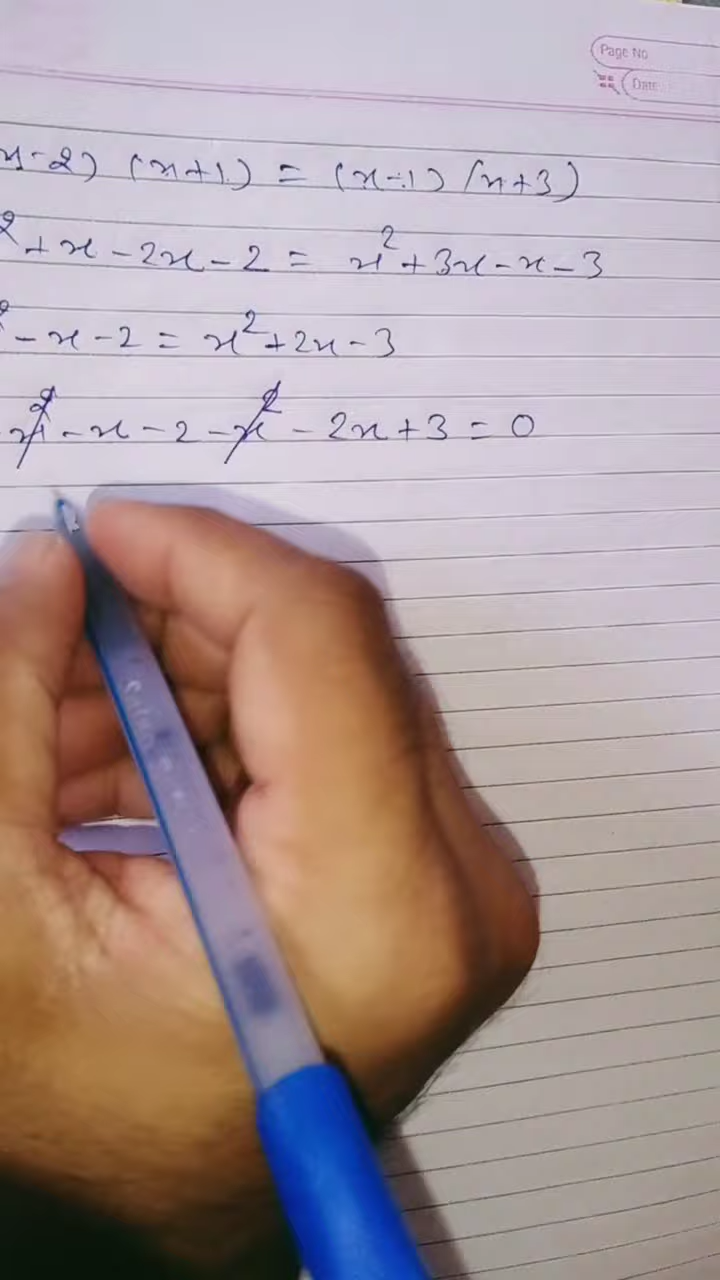 Page No
Date
x-2) (x+1) = (x-1) (x+3)
2 + x - 2x - 2 = x² + 3x - x - 3
- x - 2 = x² + 2x - 3
x² - x - 2 - x² - 2x + 3 = 0